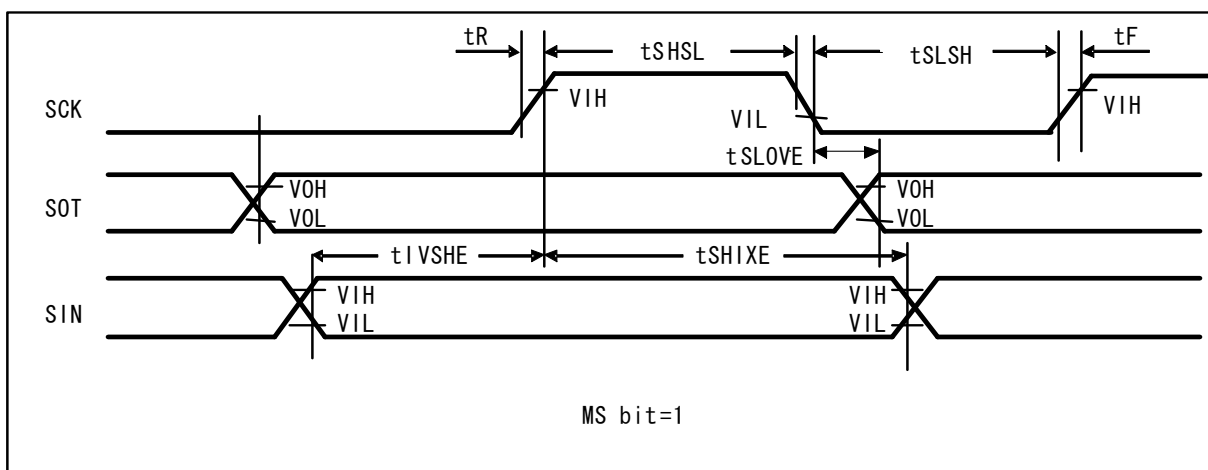 tR tSHSL tSLSH tF
SCK VIH VIL VIH
tSLOVE
SOT VOH VOL VOH VOL
tIVSHE tSHIXE
SIN VIH VIL VIH VIL
MS bit=1